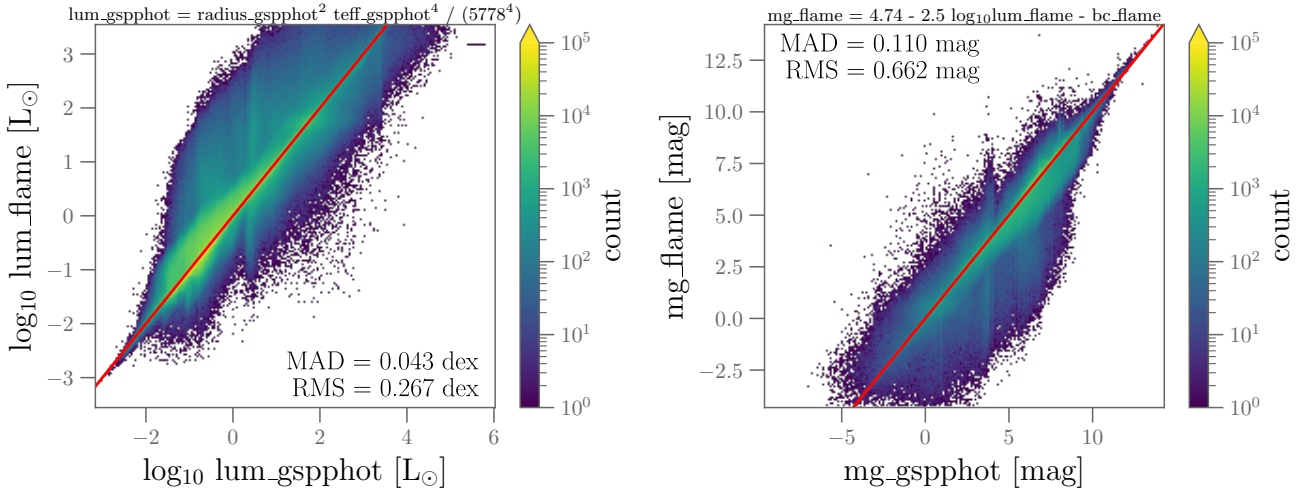 lum_gspphot = radius_gspphot² teff_gspphot⁴ / (5778⁴)
log₁₀ lum_flame [L☉]
3
2
1
0
−1
−2
−3
MAD = 0.043 dex
RMS = 0.267 dex
−2
0
2
4
6
log₁₀ lum_gspphot [L☉]
10⁵
10⁴
10³
10²
10¹
10⁰
count
mg_flame = 4.74 - 2.5 log₁₀lum_flame - bc_flame
mg_flame [mag]
12.5
10.0
7.5
5.0
2.5
0.0
−2.5
MAD = 0.110 mag
RMS = 0.662 mag
−5
0
5
10
mg_gspphot [mag]
10⁵
10⁴
10³
10²
10¹
10⁰
count